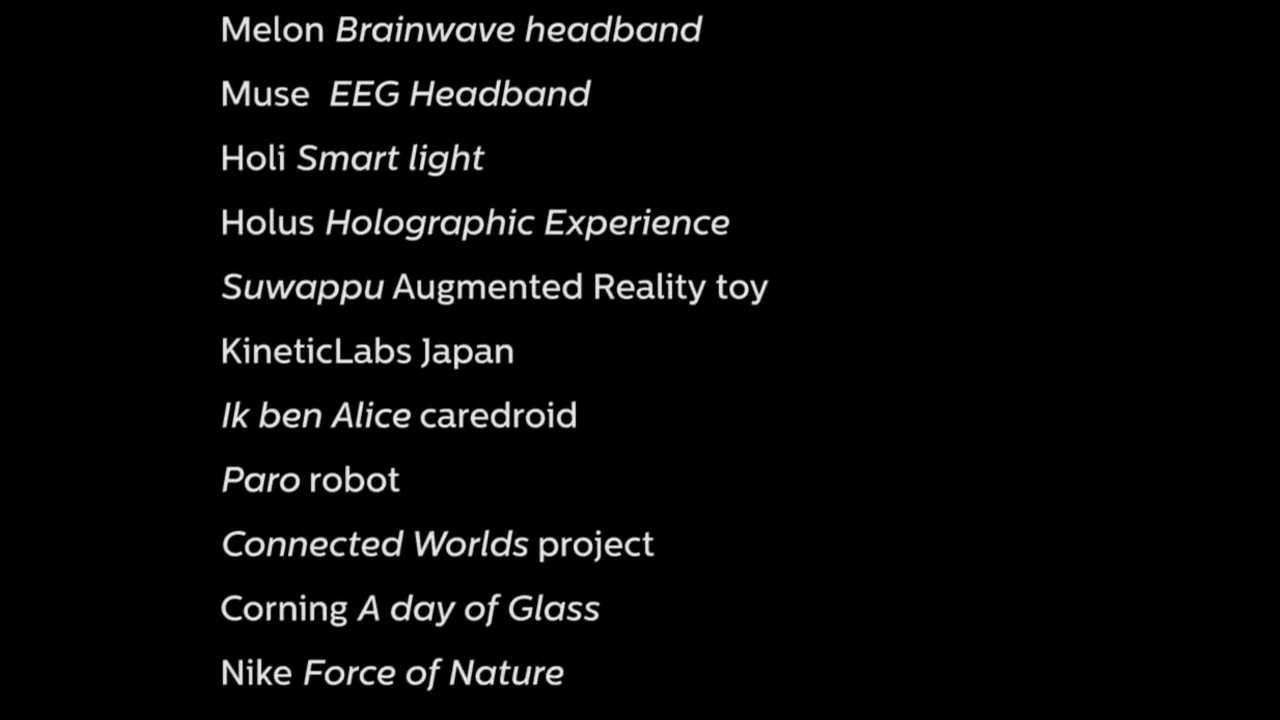 Melon Brainwave headband
Muse EEG Headband
Holi Smart light
Holus Holographic Experience
Suwappu Augmented Reality toy
KineticLabs Japan
Ik ben Alice caredroid
Paro robot
Connected Worlds project
Corning A day of Glass
Nike Force of Nature